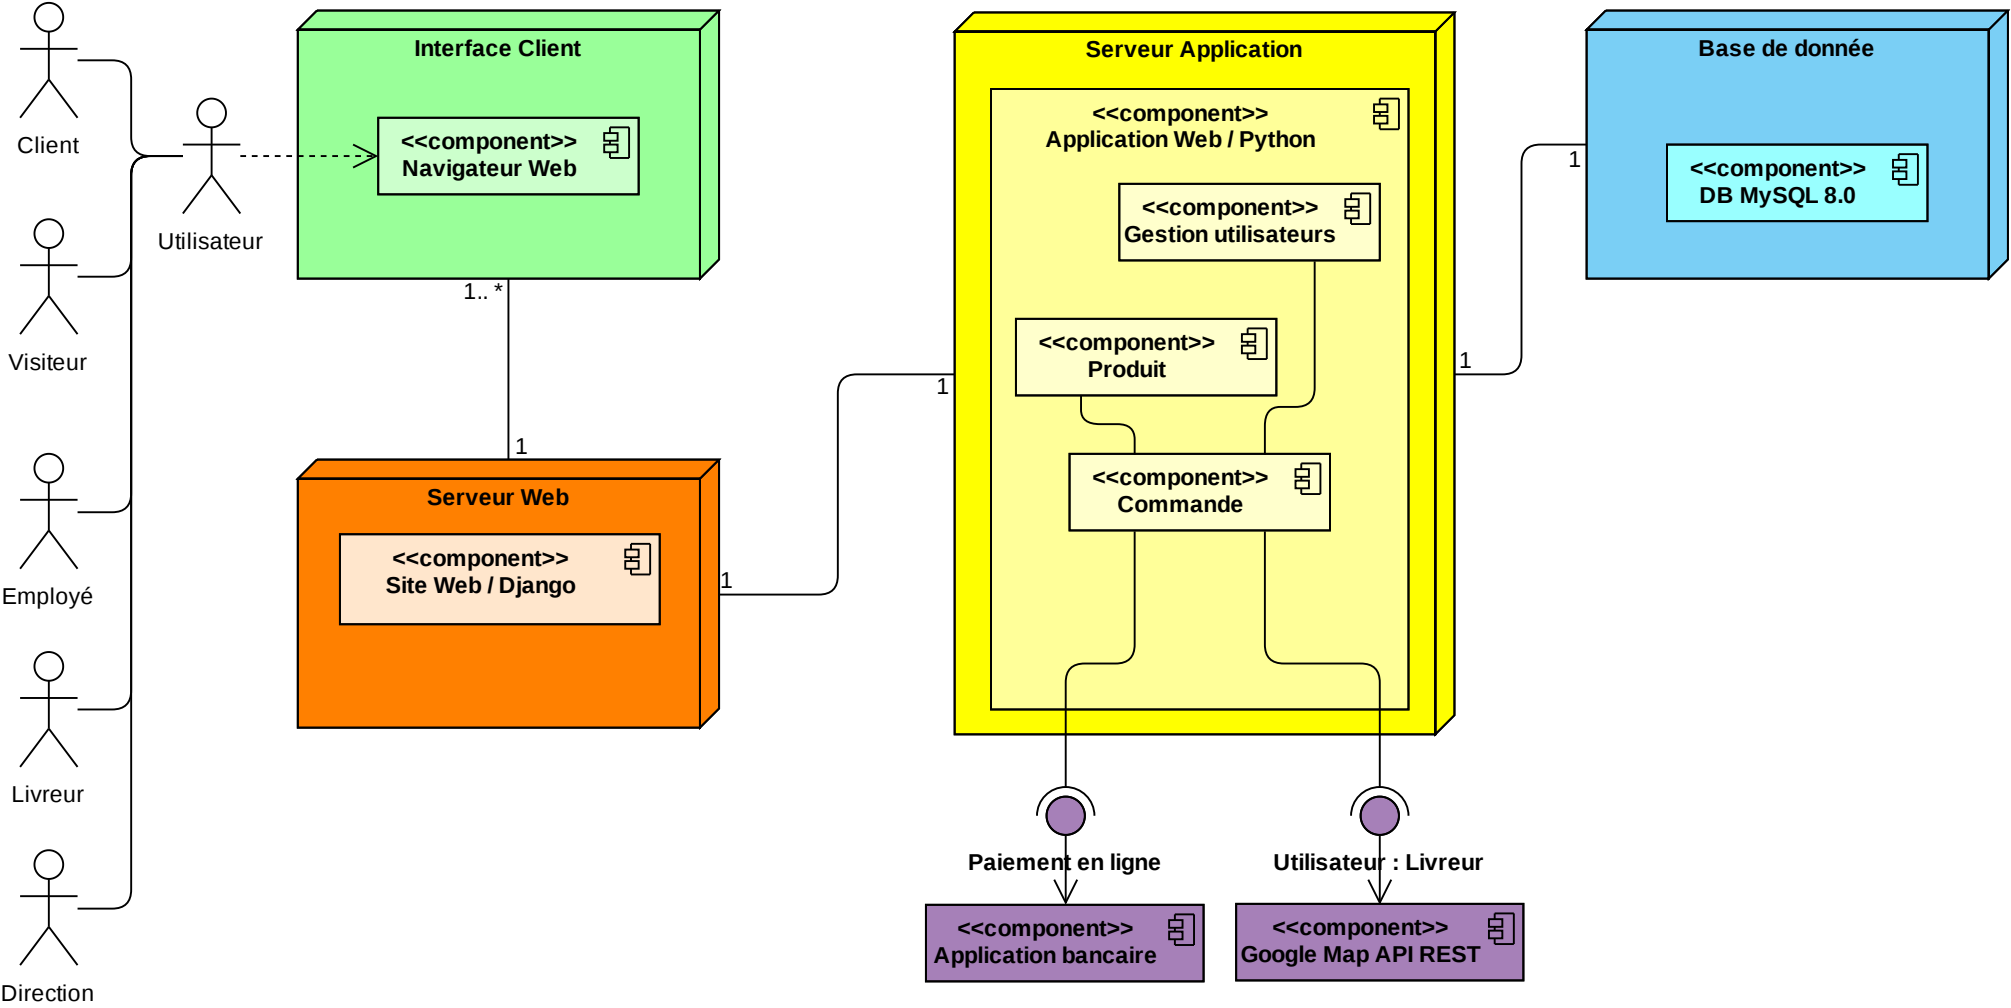 Client
Visiteur
Employé
Livreur
Direction
Utilisateur
Interface Client
<<component>>
Navigateur Web
1.. *
1
Serveur Web
<<component>>
Site Web / Django
1
1
Serveur Application
<<component>>
Application Web / Python
<<component>>
Gestion utilisateurs
<<component>>
Produit
<<component>>
Commande
1
1
Base de donnée
<<component>>
DB MySQL 8.0
Paiement en ligne
<<component>>
Application bancaire
Utilisateur : Livreur
<<component>>
Google Map API REST